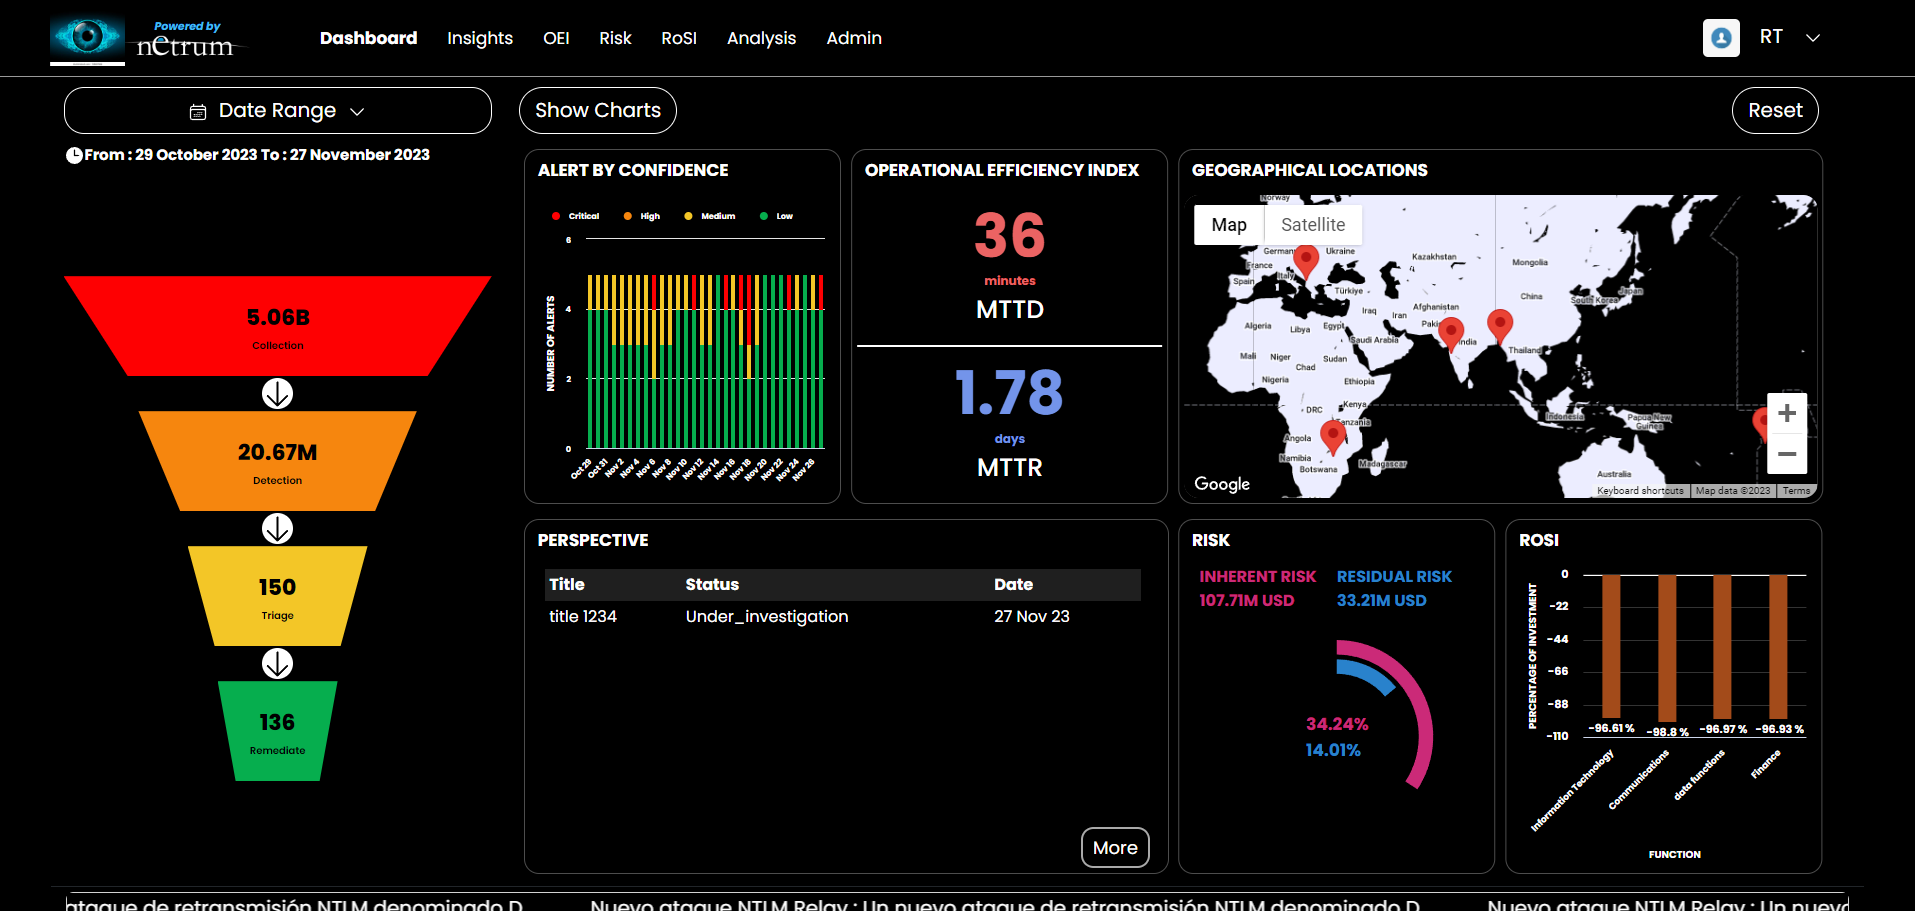 Powered by
netrum
Dashboard
Insights
OEI
Risk
RoSI
Analysis
Admin
RT
Date Range
Show Charts
Reset
From : 29 October 2023 To : 27 November 2023
5.06B
Collection
20.67M
Detection
150
Triage
136
Remediate
ALERT BY CONFIDENCE
Critical
High
Medium
Low
NUMBER OF ALERTS
6
4
2
0
Oct 29
Oct 31
Nov 2
Nov 4
Nov 6
Nov 8
Nov 10
Nov 12
Nov 14
Nov 16
Nov 18
Nov 20
Nov 22
Nov 24
Nov 26
OPERATIONAL EFFICIENCY INDEX
36
minutes
MTTD
1.78
days
MTTR
GEOGRAPHICAL LOCATIONS
Map
Satellite
Norway
Ukraine
German
France
Kazakhstan
Mongolia
Italy
Spain
Türkiye
China
South Korea
Japan
Afghanistan
Iraq
Iran
Algeria
Libya
Egypt
Pakis
India
Saudi Arabia
Thailand
Mali
Niger
Sudan
Chad
Nigeria
Ethiopia
Kenya
DRC
Indonesia
Papua New
Guinea
Tanzania
Angola
Namibia
Botswana
Madagascar
Australia
Google
Keyboard shortcuts
Map data ©2023
Terms
PERSPECTIVE
Title Status Date
title 1234 Under_investigation 27 Nov 23
More
RISK
INHERENT RISK
107.71M USD
RESIDUAL RISK
33.21M USD
34.24%
14.01%
ROSI
PERCENTAGE OF INVESTMENT
0
-22
-44
-66
-88
-110
-96.61 %
-98.8 %
-96.97 %
-96.93 %
Information Technology
Communications
data functions
Finance
FUNCTION
ataque de retransmisión NTLM denominado D
Nuevo ataque NTLM Relay : Un nuevo ataque de retransmisión NTLM denominado D
Nuevo ataque NTLM Relay : Un nuevo